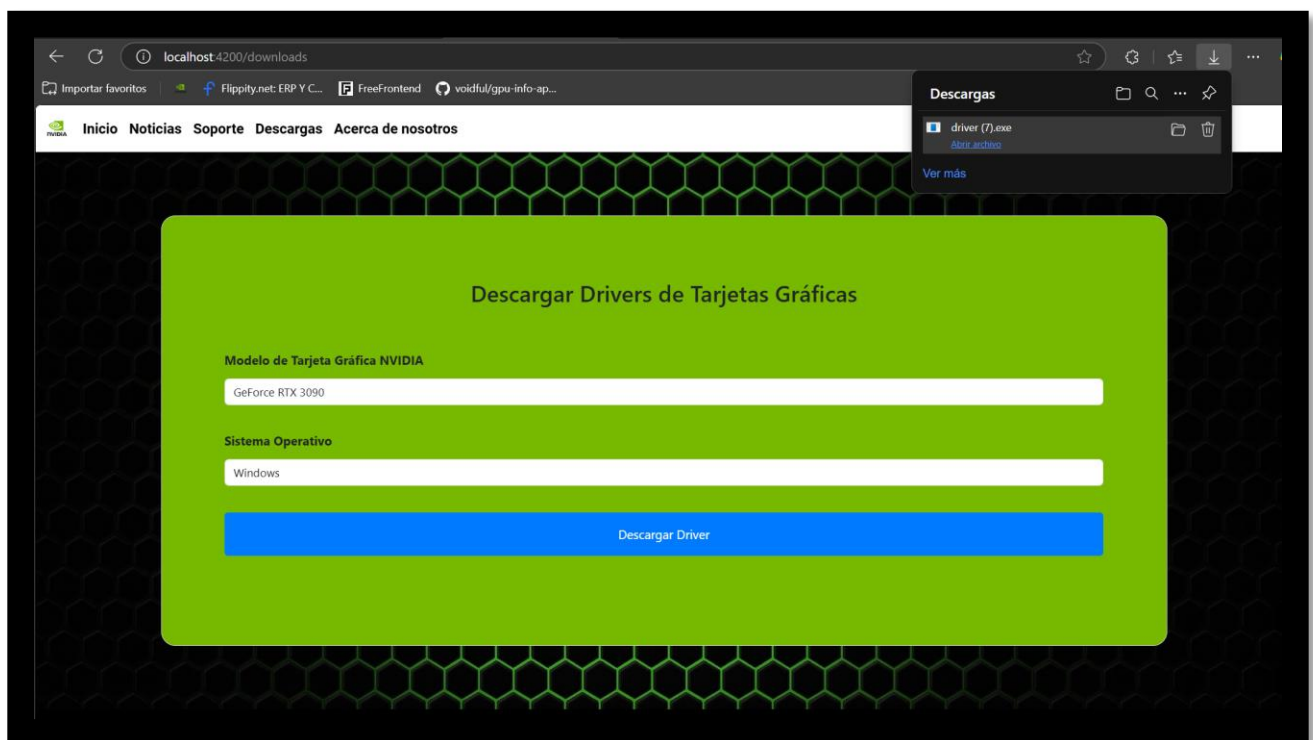 localhost:4200/downloads
Importar favoritos
Flippity.net: ERP Y C...
FreeFrontend
voidful/gpu-info-ap...
Descargas
driver (7).exe
Abrir archivo
Ver más
NVIDIA
Inicio Noticias Soporte Descargas Acerca de nosotros
Descargar Drivers de Tarjetas Gráficas
Modelo de Tarjeta Gráfica NVIDIA
GeForce RTX 3090
Sistema Operativo
Windows
Descargar Driver